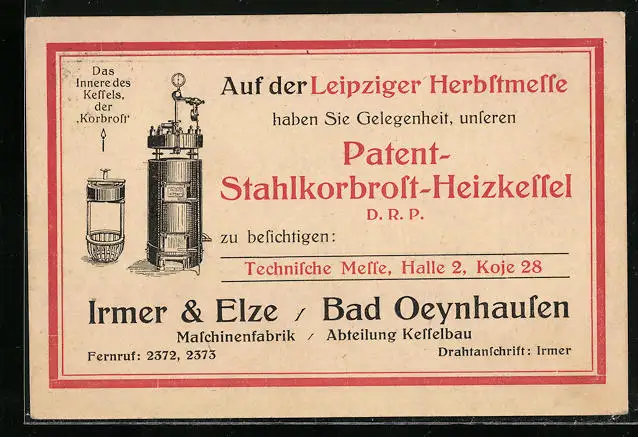 Das
Innere des
Keſſels,
der
‚Korbroſt‘
Auf der Leipziger Herbſtmeſſe
haben Sie Gelegenheit, unſeren
Patent-
Stahlkorbroſt-Heizkeſſel
D. R. P.
zu beſichtigen:
Techniſche Meſſe, Halle 2, Koje 28
Irmer & Elze / Bad Oeynhauſen
Maſchinenfabrik / Abteilung Keſſelbau
Fernruf: 2372, 2373
Drahtanſchrift: Irmer